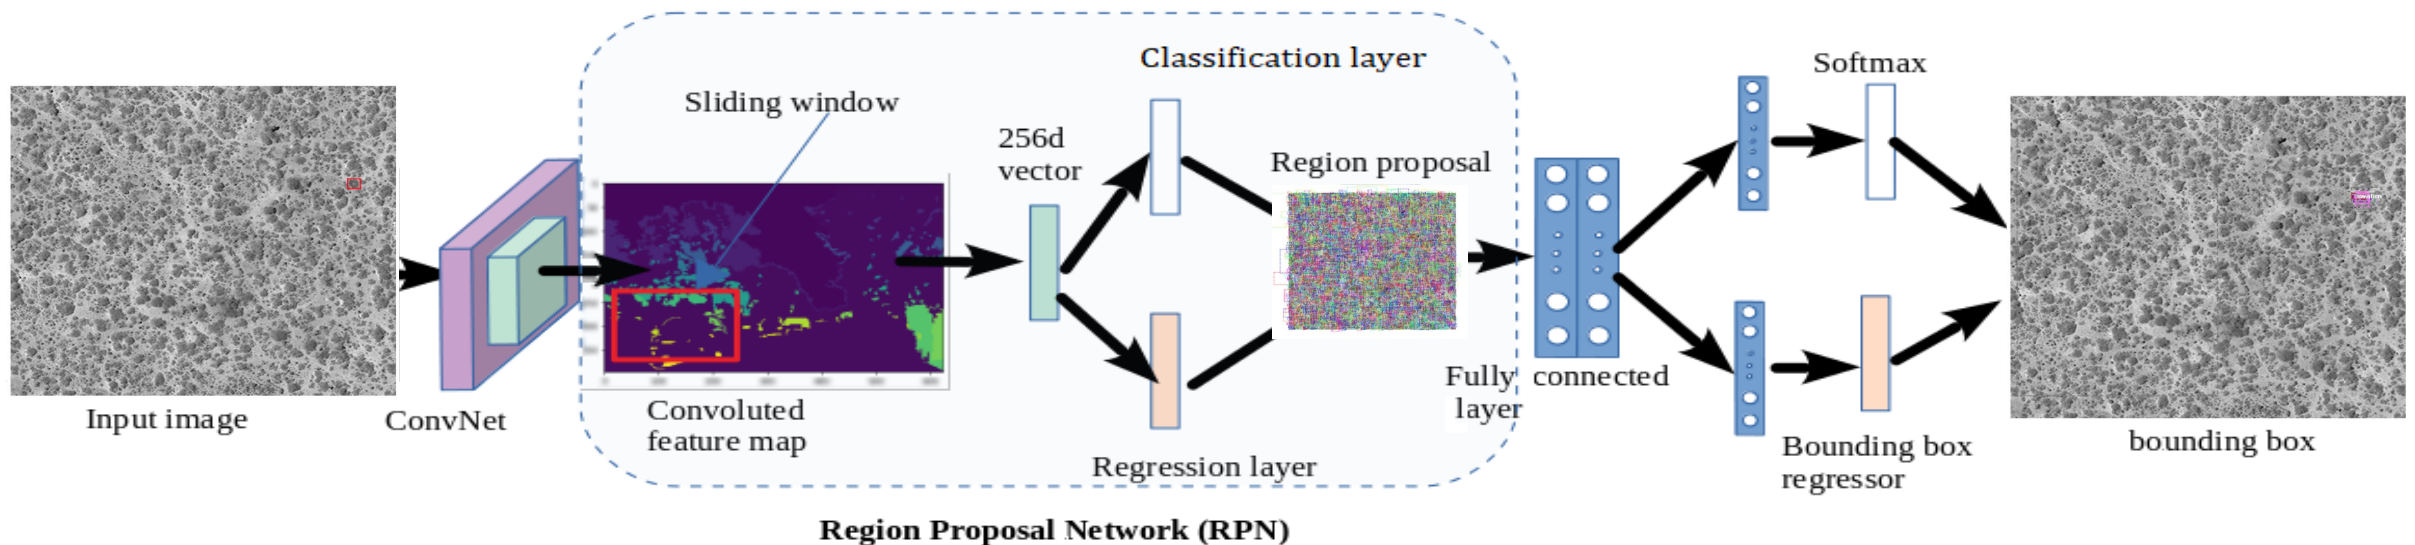 Classification layer
Softmax
Sliding window
256d
vector
Region proposal
Input image
ConvNet
Convoluted
feature map
Regression layer
Fully connected
layer
Bounding box
regressor
bounding box
Region Proposal Network (RPN)